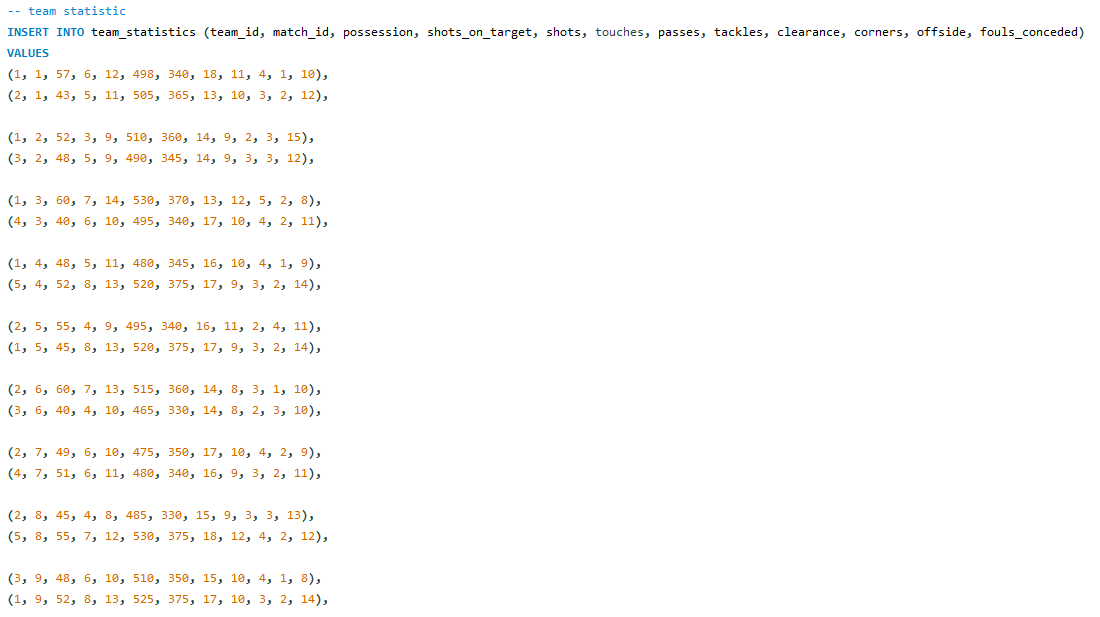 -- team statistic
INSERT INTO team_statistics (team_id, match_id, possession, shots_on_target, shots, touches, passes, tackles, clearance, corners, offside, fouls_conceded)
VALUES
(1, 1, 57, 6, 12, 498, 340, 18, 11, 4, 1, 10),
(2, 1, 43, 5, 11, 505, 365, 13, 10, 3, 2, 12),
(1, 2, 52, 3, 9, 510, 360, 14, 9, 2, 3, 15),
(3, 2, 48, 5, 9, 490, 345, 14, 9, 3, 3, 12),
(1, 3, 60, 7, 14, 530, 370, 13, 12, 5, 2, 8),
(4, 3, 40, 6, 10, 495, 340, 17, 10, 4, 2, 11),
(1, 4, 48, 5, 11, 480, 345, 16, 10, 4, 1, 9),
(5, 4, 52, 8, 13, 520, 375, 17, 9, 3, 2, 14),
(2, 5, 55, 4, 9, 495, 340, 16, 11, 2, 4, 11),
(1, 5, 45, 8, 13, 520, 375, 17, 9, 3, 2, 14),
(2, 6, 60, 7, 13, 515, 360, 14, 8, 3, 1, 10),
(3, 6, 40, 4, 10, 465, 330, 14, 8, 2, 3, 10),
(2, 7, 49, 6, 10, 475, 350, 17, 10, 4, 2, 9),
(4, 7, 51, 6, 11, 480, 340, 16, 9, 3, 2, 11),
(2, 8, 45, 4, 8, 485, 330, 15, 9, 3, 3, 13),
(5, 8, 55, 7, 12, 530, 375, 18, 12, 4, 2, 12),
(3, 9, 48, 6, 10, 510, 350, 15, 10, 4, 1, 8),
(1, 9, 52, 8, 13, 525, 375, 17, 10, 3, 2, 14),